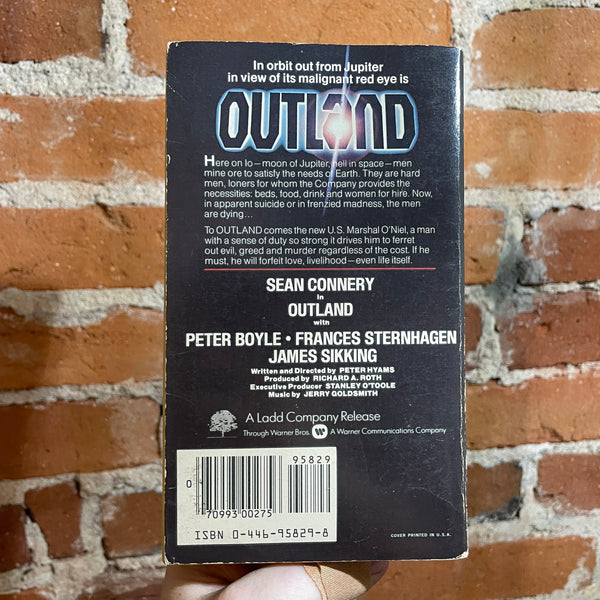 In orbit out from Jupiter
in view of its malignant red eye is
OUTLAND
Here on Io—moon of Jupiter, hell in space—men
mine ore to satisfy the needs of Earth. They are hard
men, loners for whom the Company provides the
necessities: beds, food, drink and women for hire. Now,
in apparent suicide or in frenzied madness, the men
are dying...
To OUTLAND comes the new U.S. Marshal O'Niel, a man
with a sense of duty so strong it drives him to ferret
out evil, greed and murder regardless of the cost. If he
must, he will forfeit love, livelihood—even life itself.
SEAN CONNERY
in
OUTLAND
with
PETER BOYLE • FRANCES STERNHAGEN
JAMES SIKKING
Written and Directed by PETER HYAMS
Produced by RICHARD A. ROTH
Executive Producer STANLEY O'TOOLE
Music by JERRY GOLDSMITH
A Ladd Company Release
Through Warner Bros. W A Warner Communications Company
95829
0
70993 00275
ISBN 0-446-95829-8
COVER PRINTED IN U.S.A.